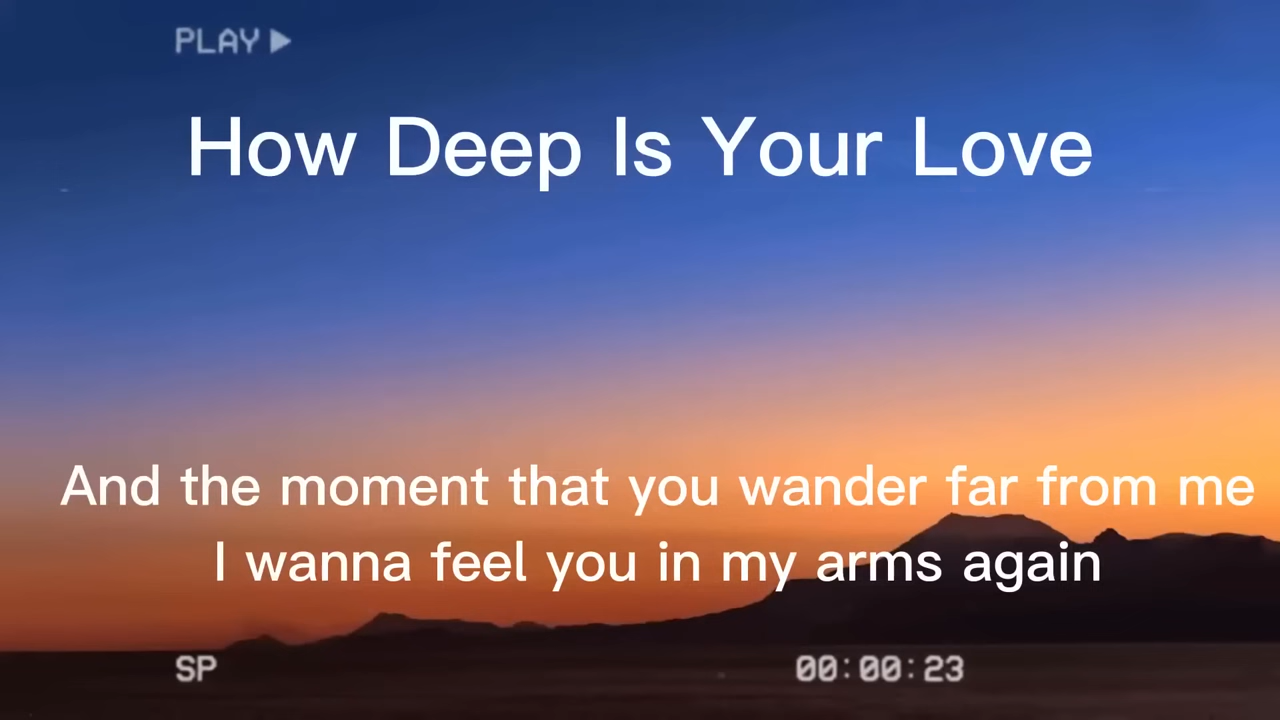 PLAY
How Deep Is Your Love
And the moment that you wander far from me
I wanna feel you in my arms again
SP
00:00:23